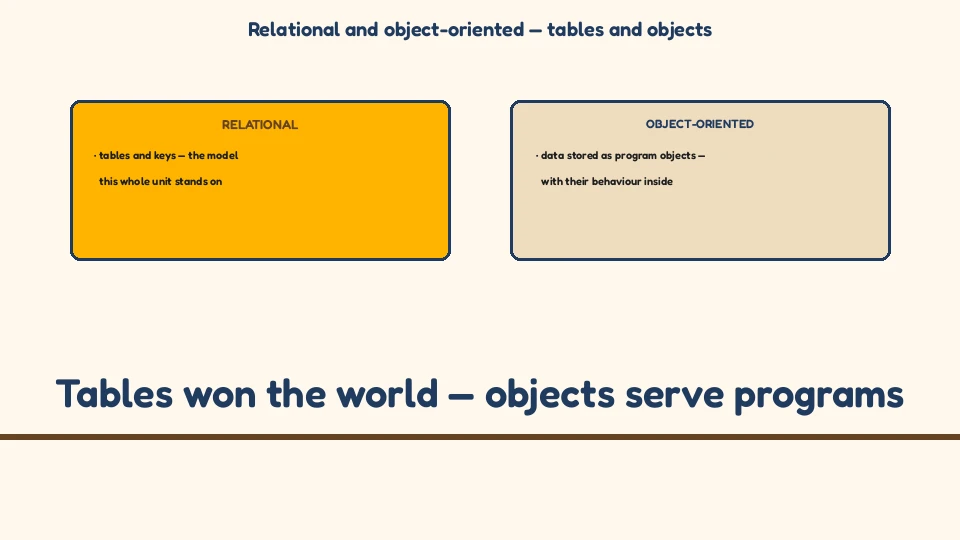 Relational and object-oriented — tables and objects
RELATIONAL
· tables and keys — the model
this whole unit stands on
OBJECT-ORIENTED
· data stored as program objects —
with their behaviour inside
Tables won the world — objects serve programs